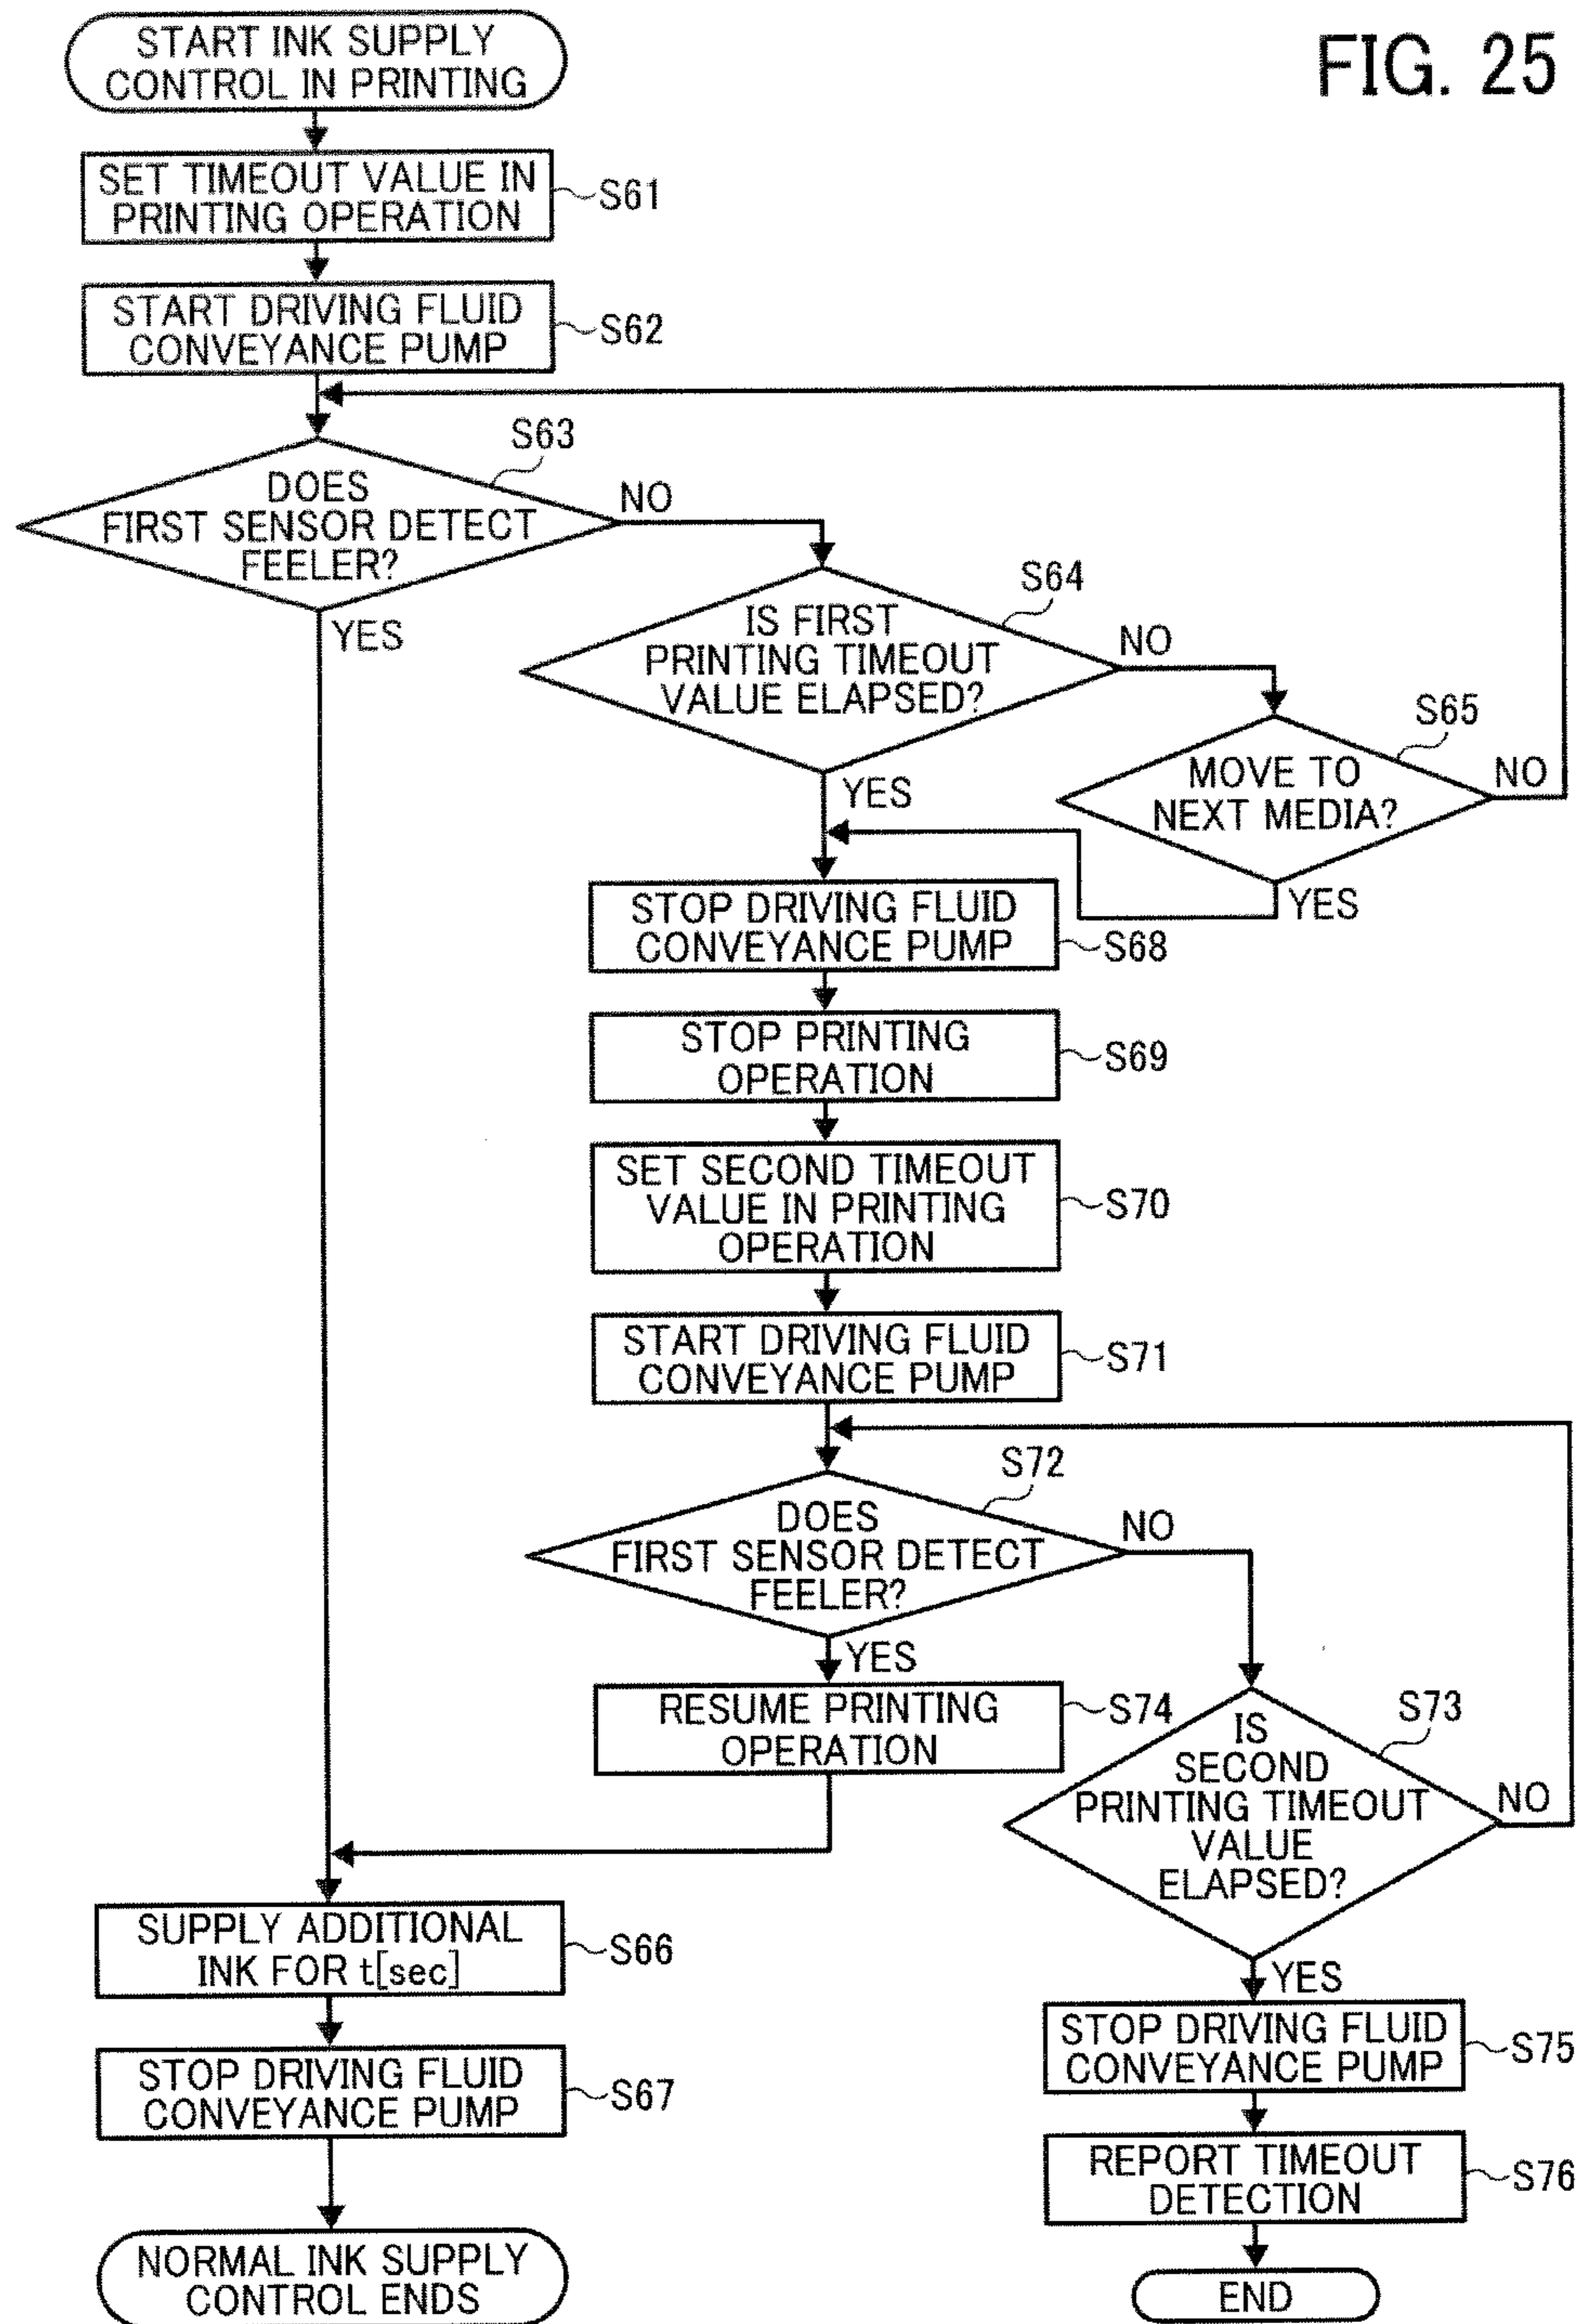 FIG. 25
START INK SUPPLY
CONTROL IN PRINTING
SET TIMEOUT VALUE IN
PRINTING OPERATION
S61
START DRIVING FLUID
CONVEYANCE PUMP
S62
S63
DOES
FIRST SENSOR DETECT
FEELER?
NO
YES
S64
IS FIRST
PRINTING TIMEOUT
VALUE ELAPSED?
NO
YES
S65
MOVE TO
NEXT MEDIA?
NO
YES
STOP DRIVING FLUID
CONVEYANCE PUMP
S68
STOP PRINTING
OPERATION
S69
SET SECOND TIMEOUT
VALUE IN PRINTING
OPERATION
S70
START DRIVING FLUID
CONVEYANCE PUMP
S71
S72
DOES
FIRST SENSOR DETECT
FEELER?
NO
YES
RESUME PRINTING
OPERATION
S74
S73
IS
SECOND
PRINTING TIMEOUT
VALUE
ELAPSED?
NO
YES
SUPPLY ADDITIONAL
INK FOR t[sec]
S66
STOP DRIVING FLUID
CONVEYANCE PUMP
S67
NORMAL INK SUPPLY
CONTROL ENDS
STOP DRIVING FLUID
CONVEYANCE PUMP
S75
REPORT TIMEOUT
DETECTION
S76
END